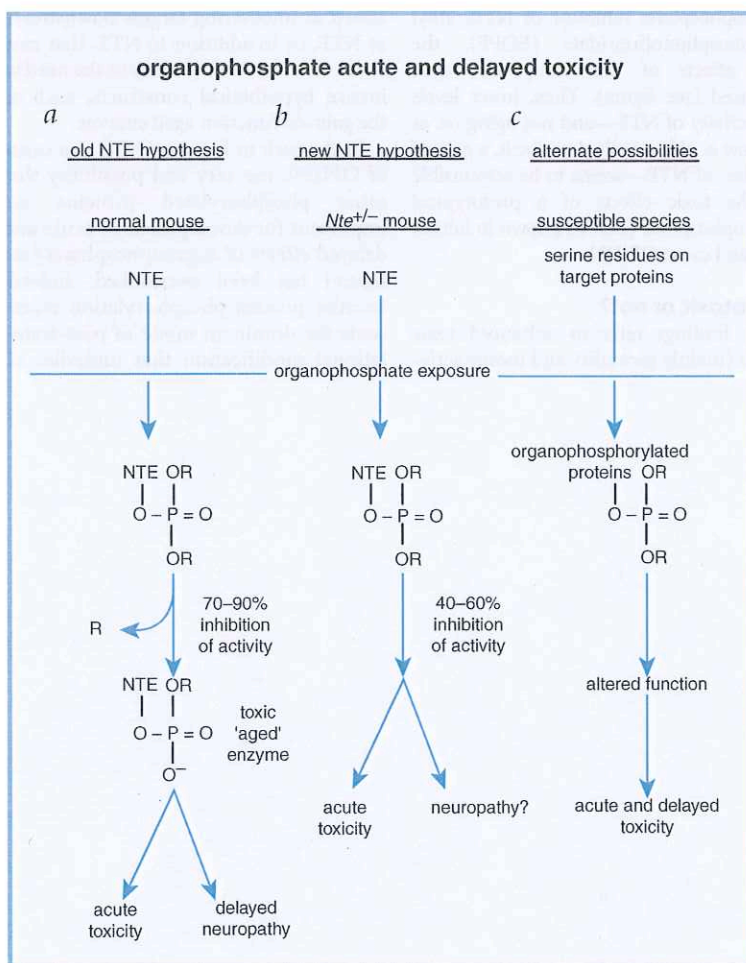 organophosphate acute and delayed toxicity
a
old NTE hypothesis
normal mouse
NTE
b
new NTE hypothesis
Nte+/– mouse
NTE
c
alternate possibilities
susceptible species
serine residues on
target proteins
organophosphate exposure
NTE OR
O – P = O
OR
R
70–90%
inhibition
of activity
NTE OR
O – P = O
O–
toxic
'aged'
enzyme
acute
toxicity
delayed
neuropathy
NTE OR
O – P = O
OR
40–60%
inhibition
of activity
acute
toxicity
neuropathy?
organophosphorylated
proteins OR
O – P = O
OR
altered function
acute and delayed
toxicity